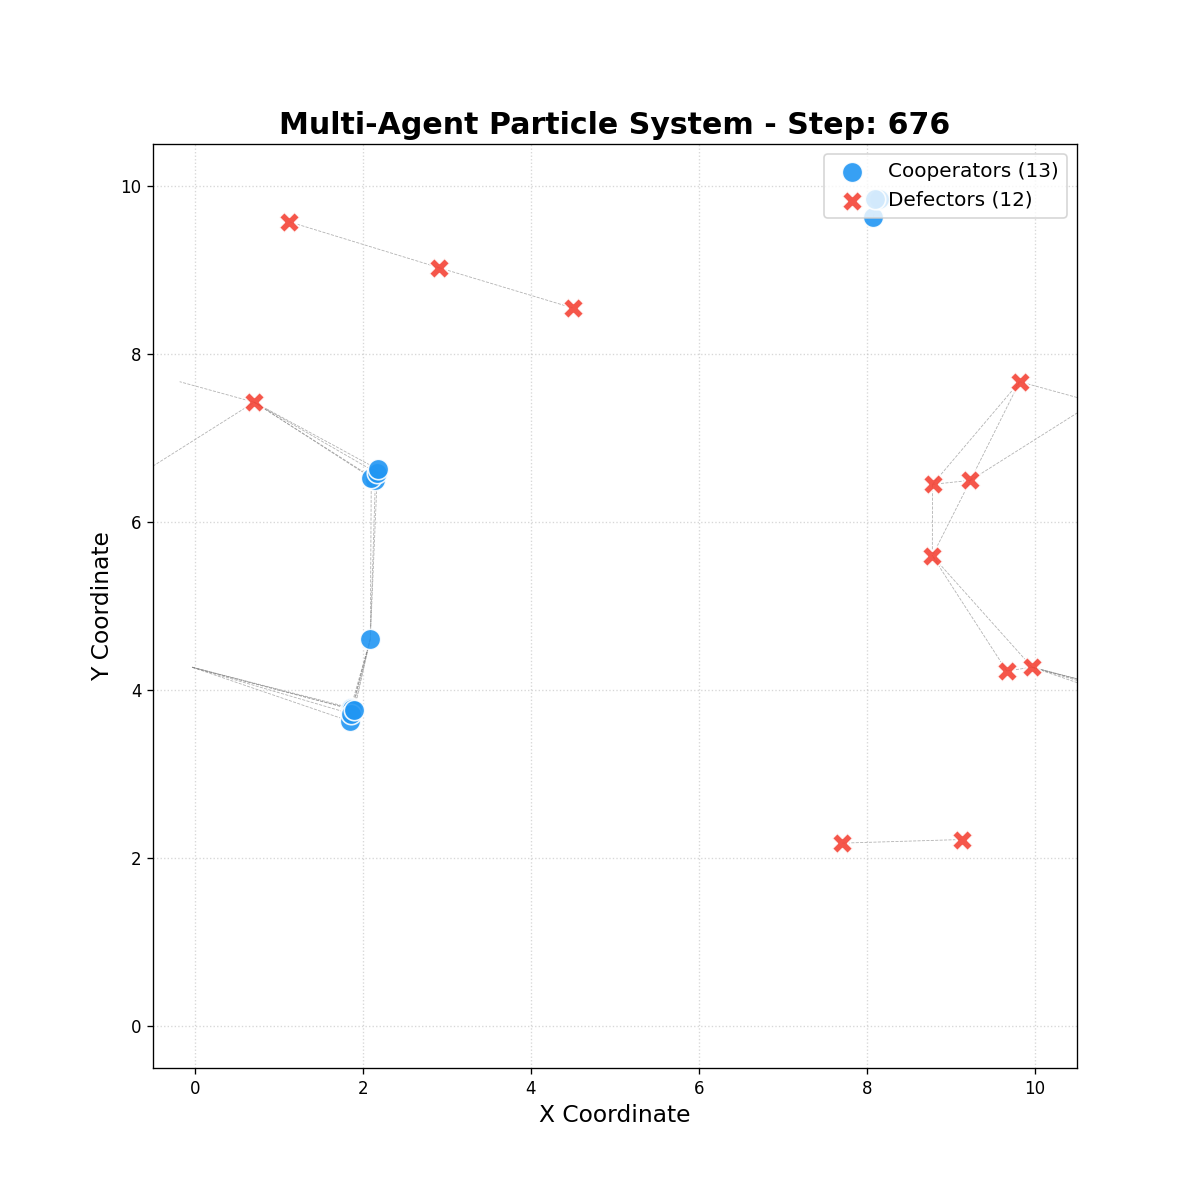 Multi-Agent Particle System - Step: 676
Cooperators (13)
Defectors (12)
10
8
6
4
2
0
Y Coordinate
0 2 4 6 8 10
X Coordinate